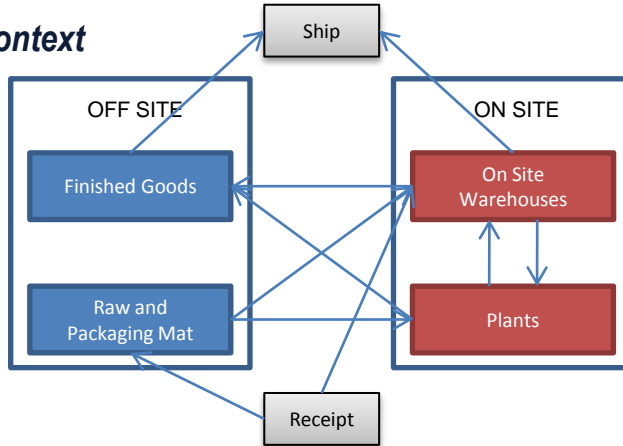 ontext
Ship
OFF SITE
ON SITE
Finished Goods
On Site
Warehouses
Raw and
Packaging Mat
Plants
Receipt